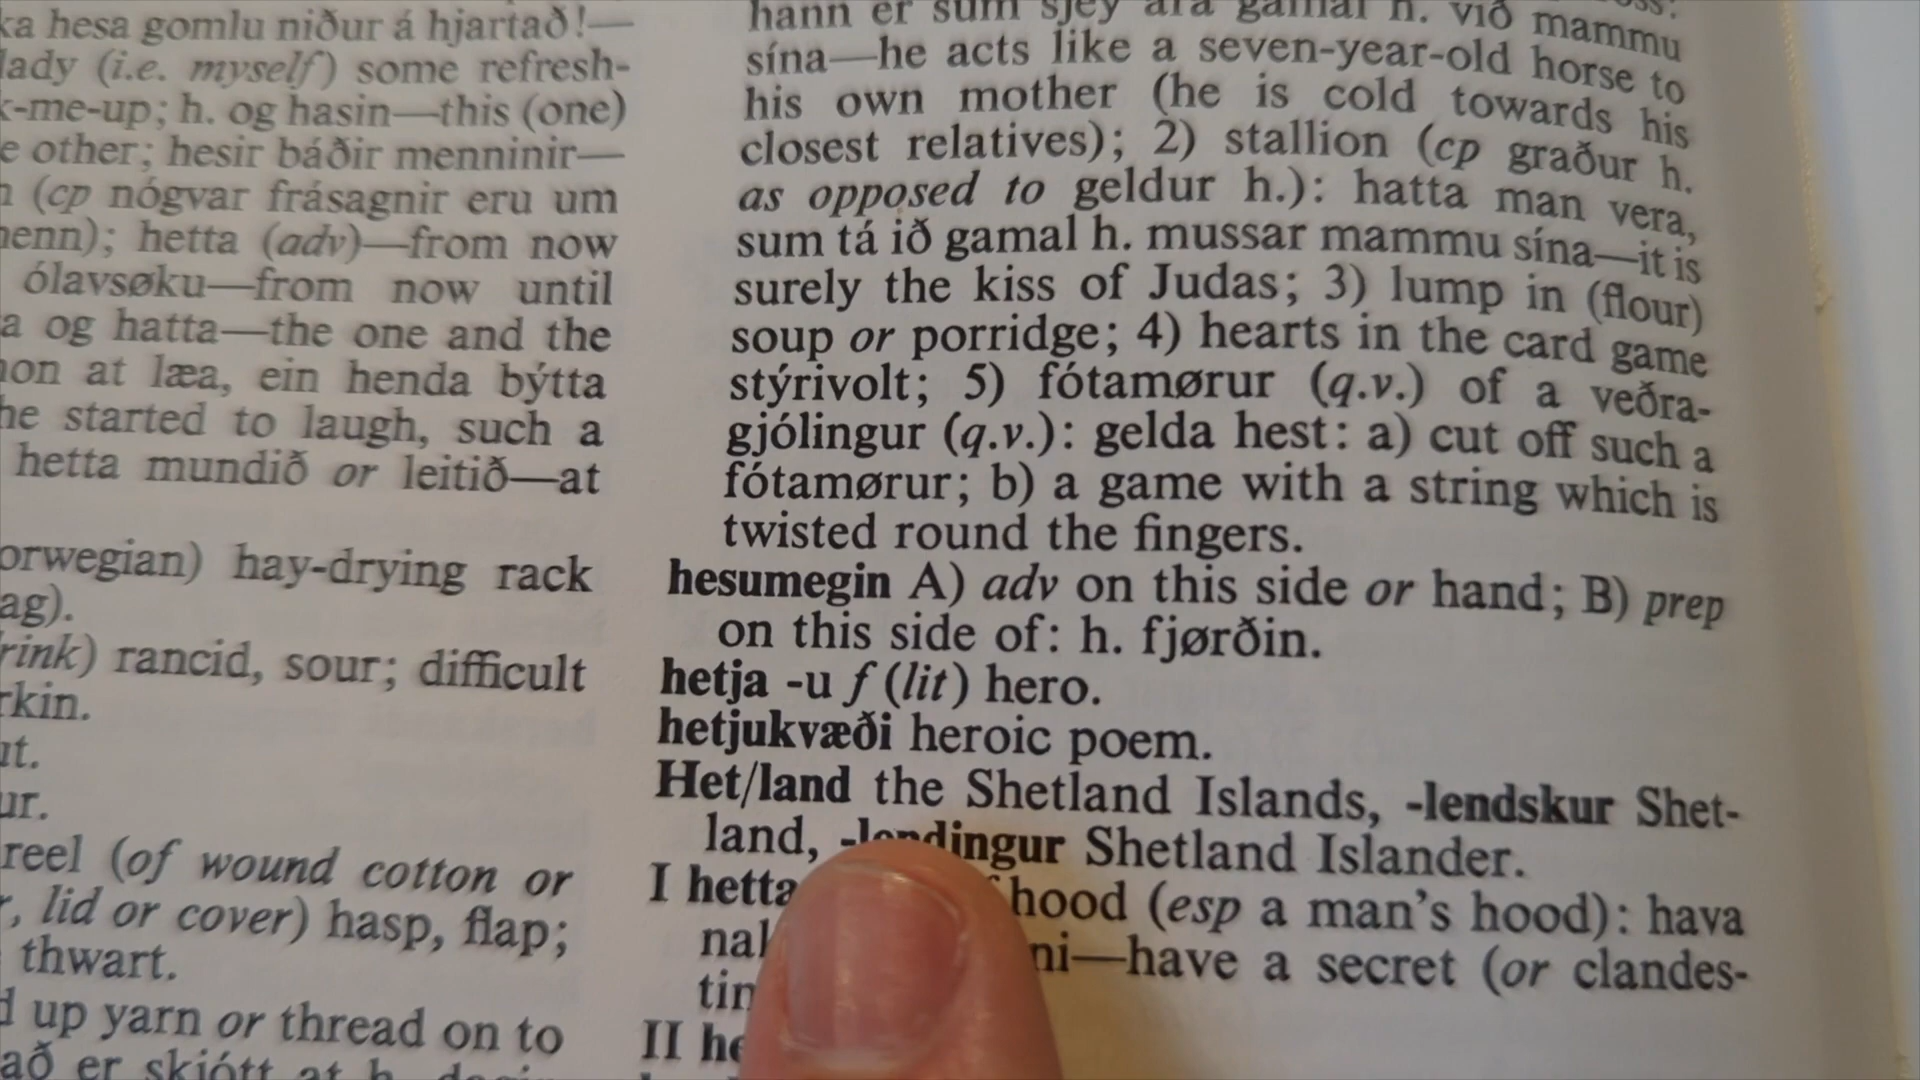 hesa gomlu niður á hjartað!—
lady (i.e. myself) some refresh-
-me-up; h. og hasin—this (one)
other; hesir báðir menninir—
(cp nógvar frásagnir eru um
menn); hetta (adv)—from now
ólavsøku—from now until
og hatta—the one and the
at læa, ein henda býtta
he started to laugh, such a
hetta mundið or leitið—at
hay-drying rack
rancid, sour; difficult
reel (of wound cotton or
lid or cover) hasp, flap;
thwart.
up yarn or thread on to
er skjótt at h.
hann er sum sjey ára gamal h. við mammu
sína—he acts like a seven-year-old horse to
his own mother (he is cold towards his
closest relatives); 2) stallion (cp graður h.
as opposed to geldur h.): hatta man vera,
sum tá ið gamal h. mussar mammu sína—it is
surely the kiss of Judas; 3) lump in (flour)
soup or porridge; 4) hearts in the card game
stýrivolt; 5) fótamørur (q.v.) of a veðra-
gjólingur (q.v.): gelda hest: a) cut off such a
fótamørur; b) a game with a string which is
twisted round the fingers.
hesumegin A) adv on this side or hand; B) prep
on this side of: h. fjørðin.
hetja -u f (lit) hero.
hetjukvæði heroic poem.
Het/land the Shetland Islands, -lendskur Shet-
land, -lendingur Shetland Islander.
I hetta hood (esp a man's hood): hava
—have a secret (or clandes-
II